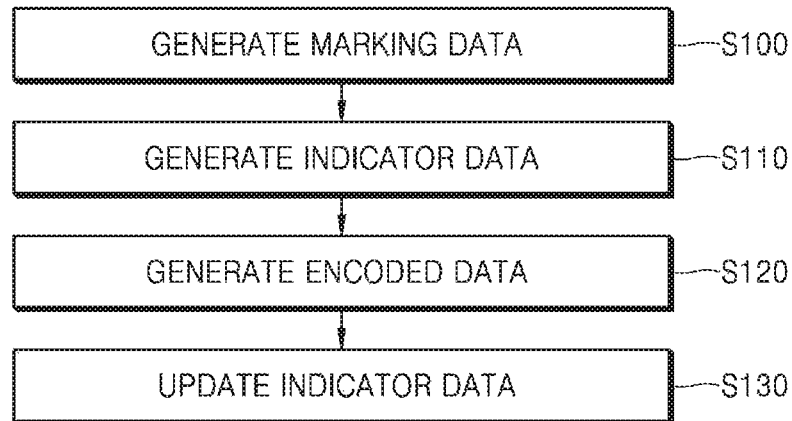 GENERATE MARKING DATA S100
GENERATE INDICATOR DATA S110
GENERATE ENCODED DATA S120
UPDATE INDICATOR DATA S130